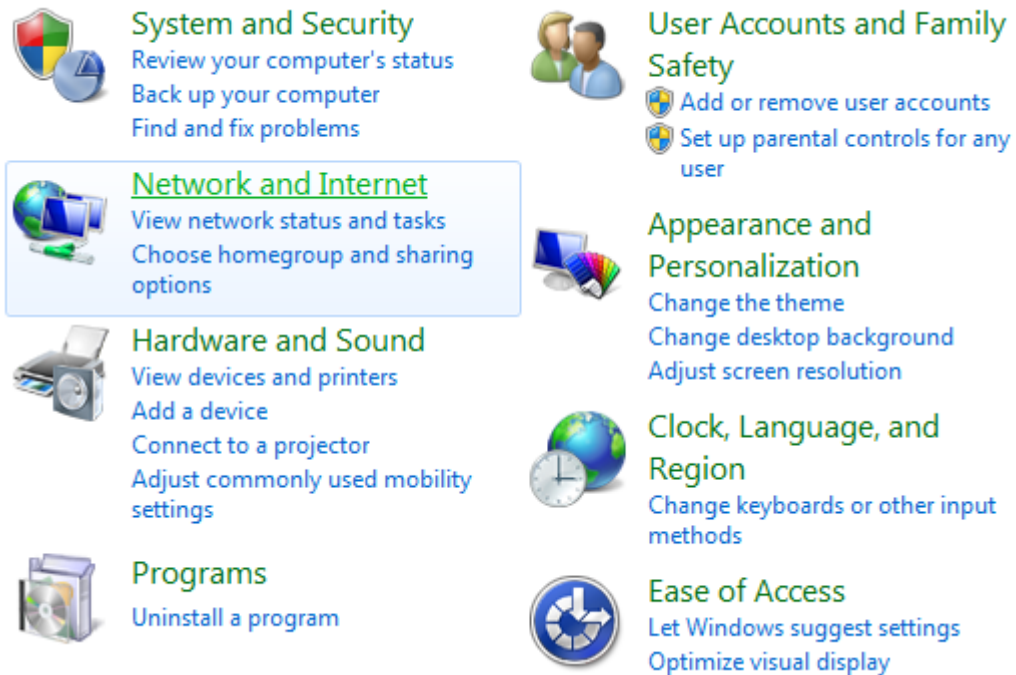 System and Security
Review your computer's status
Back up your computer
Find and fix problems
Network and Internet
View network status and tasks
Choose homegroup and sharing
options
Hardware and Sound
View devices and printers
Add a device
Connect to a projector
Adjust commonly used mobility
settings
Programs
Uninstall a program
User Accounts and Family
Safety
Add or remove user accounts
Set up parental controls for any
user
Appearance and
Personalization
Change the theme
Change desktop background
Adjust screen resolution
Clock, Language, and
Region
Change keyboards or other input
methods
Ease of Access
Let Windows suggest settings
Optimize visual display